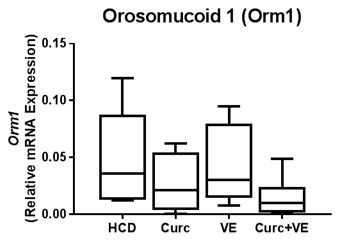 Orosomucoid 1 (Orm1)
Orm1
(Relative mRNA Expression)
0.15
0.10
0.05
0.00
HCD Curc VE Curc+VE